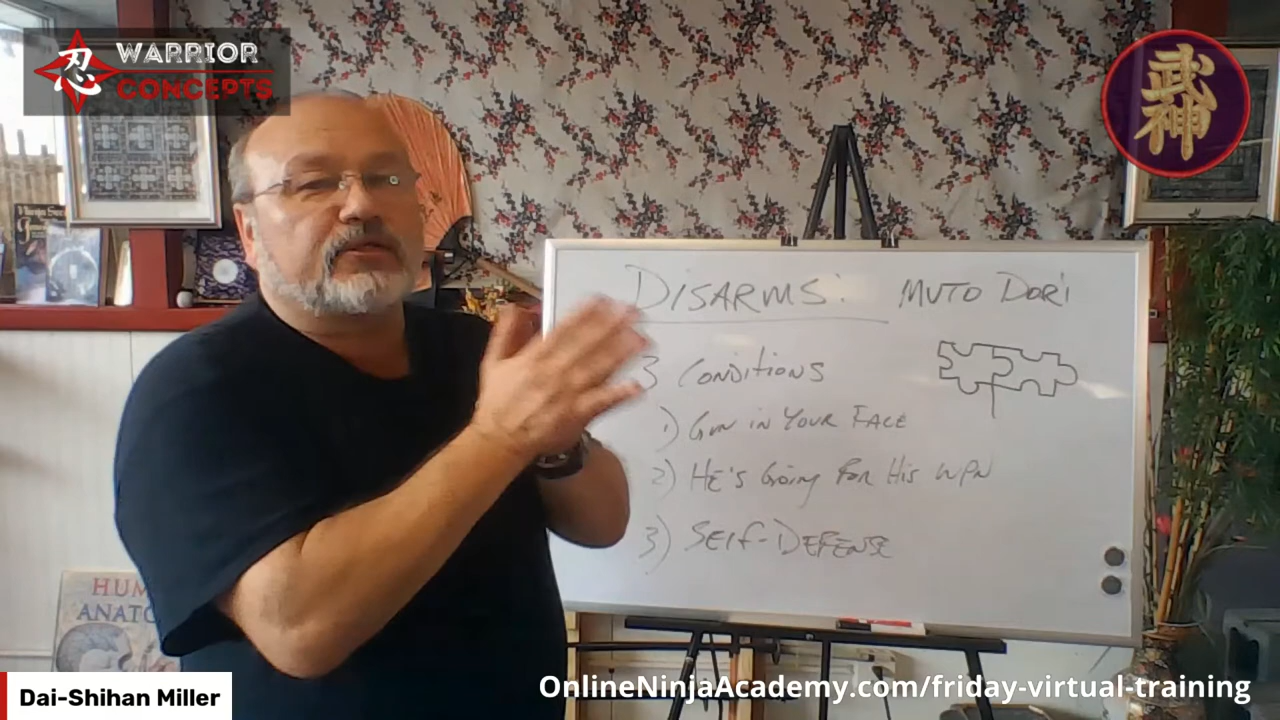 忍
WARRIOR
CONCEPTS
武神
DISARMS: MUTO DORI
3 CONDITIONS
1) GUN IN YOUR FACE
2) HE'S Going FOR His WPN
3) SELF-DEFENSE
HUM
ANATO
Dai-Shihan Miller
OnlineNinjaAcademy.com/friday-virtual-training